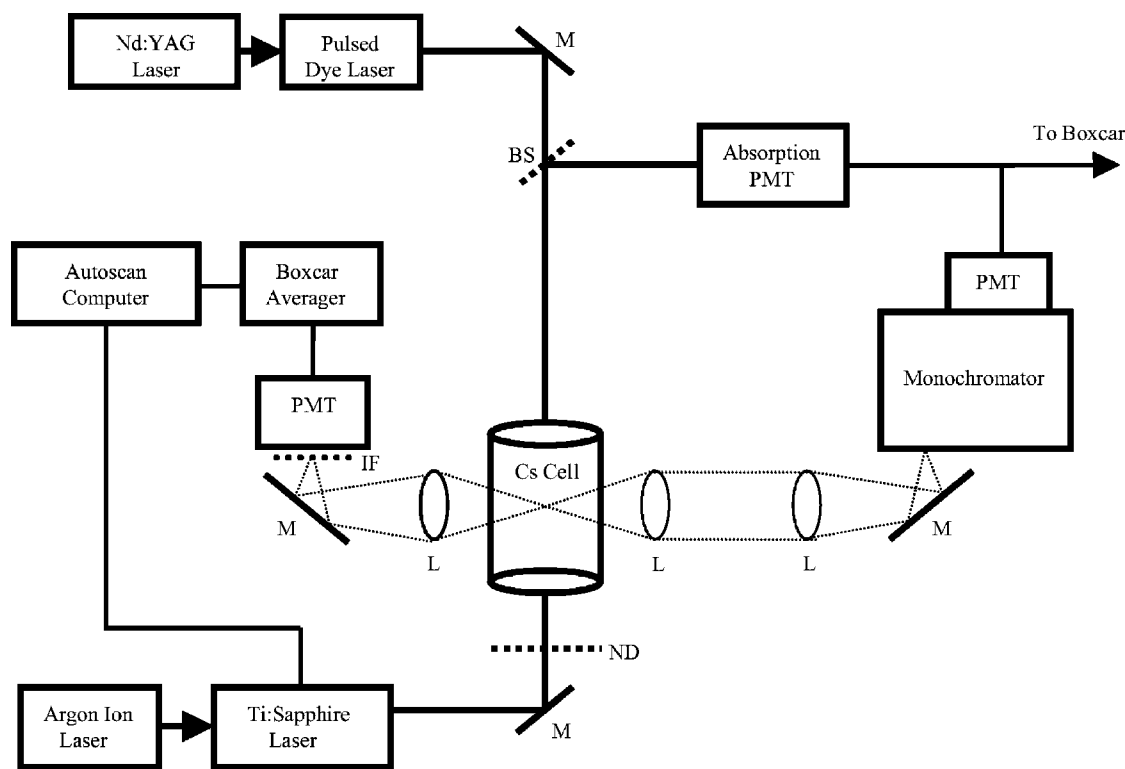 Nd:YAG
Laser
Pulsed
Dye Laser
M
BS
Absorption
PMT
To Boxcar
Autoscan
Computer
Boxcar
Averager
PMT
Monochromator
PMT
IF
Cs Cell
M
L
L
L
M
ND
Argon Ion
Laser
Ti:Sapphire
Laser
M